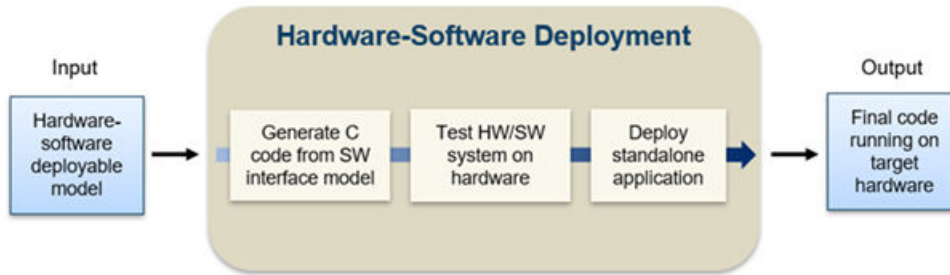 Hardware-Software Deployment
Input
Hardware-
software
deployable
model
Generate C
code from SW
interface model
Test HW/SW
system on
hardware
Deploy
standalone
application
Output
Final code
running on
target
hardware